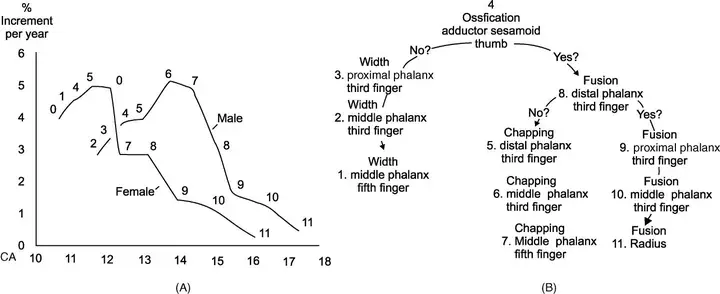 %
Increment
per year
6
5
4
3
2
1
0
CA
10
11
12
13
14
15
16
17
18
0
1
4
5
0
2
3
4
5
6
7
7
8
8
9
9
10
10
11
11
Male
Female
(A)
4
Ossfication
adductor sesamoid
thumb
No?
Yes?
Width
3. proximal phalanx
third finger
Width
2. middle phalanx
third finger
Width
1. middle phalanx
fifth finger
Fusion
8. distal phalanx
third finger
No?
Yes?
Chapping
5. distal phalanx
third finger
Chapping
6. middle phalanx
third finger
Chapping
7. Middle phalanx
fifth finger
Fusion
9. proximal phalanx
third finger
Fusion
10. middle phalanx
third finger
Fusion
11. Radius
(B)